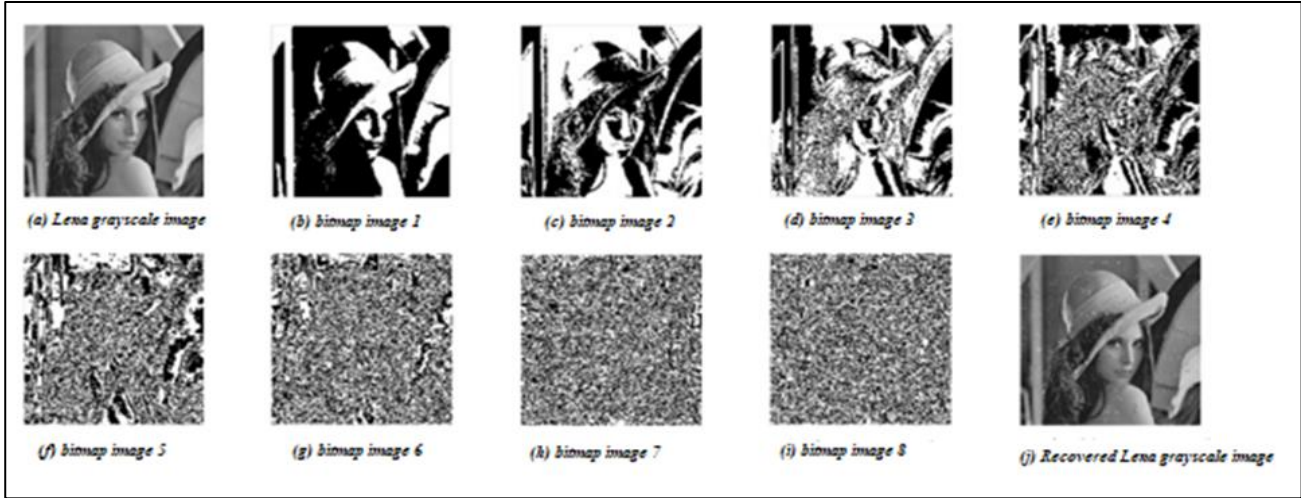 (a) Lena grayscale image
(b) bitmap image 1
(c) bitmap image 2
(d) bitmap image 3
(e) bitmap image 4
(f) bitmap image 5
(g) bitmap image 6
(h) bitmap image 7
(i) bitmap image 8
(j) Recovered Lena grayscale image